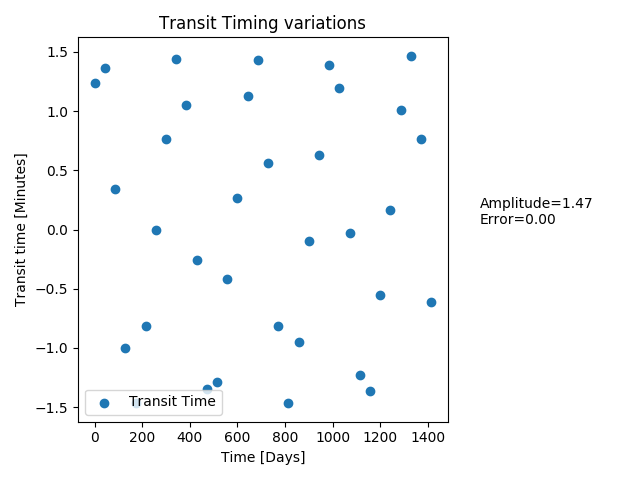 Transit Timing variations
Transit time [Minutes]
1.5
1.0
0.5
0.0
−0.5
−1.0
−1.5
Amplitude=1.47
Error=0.00
Transit Time
0 200 400 600 800 1000 1200 1400
Time [Days]